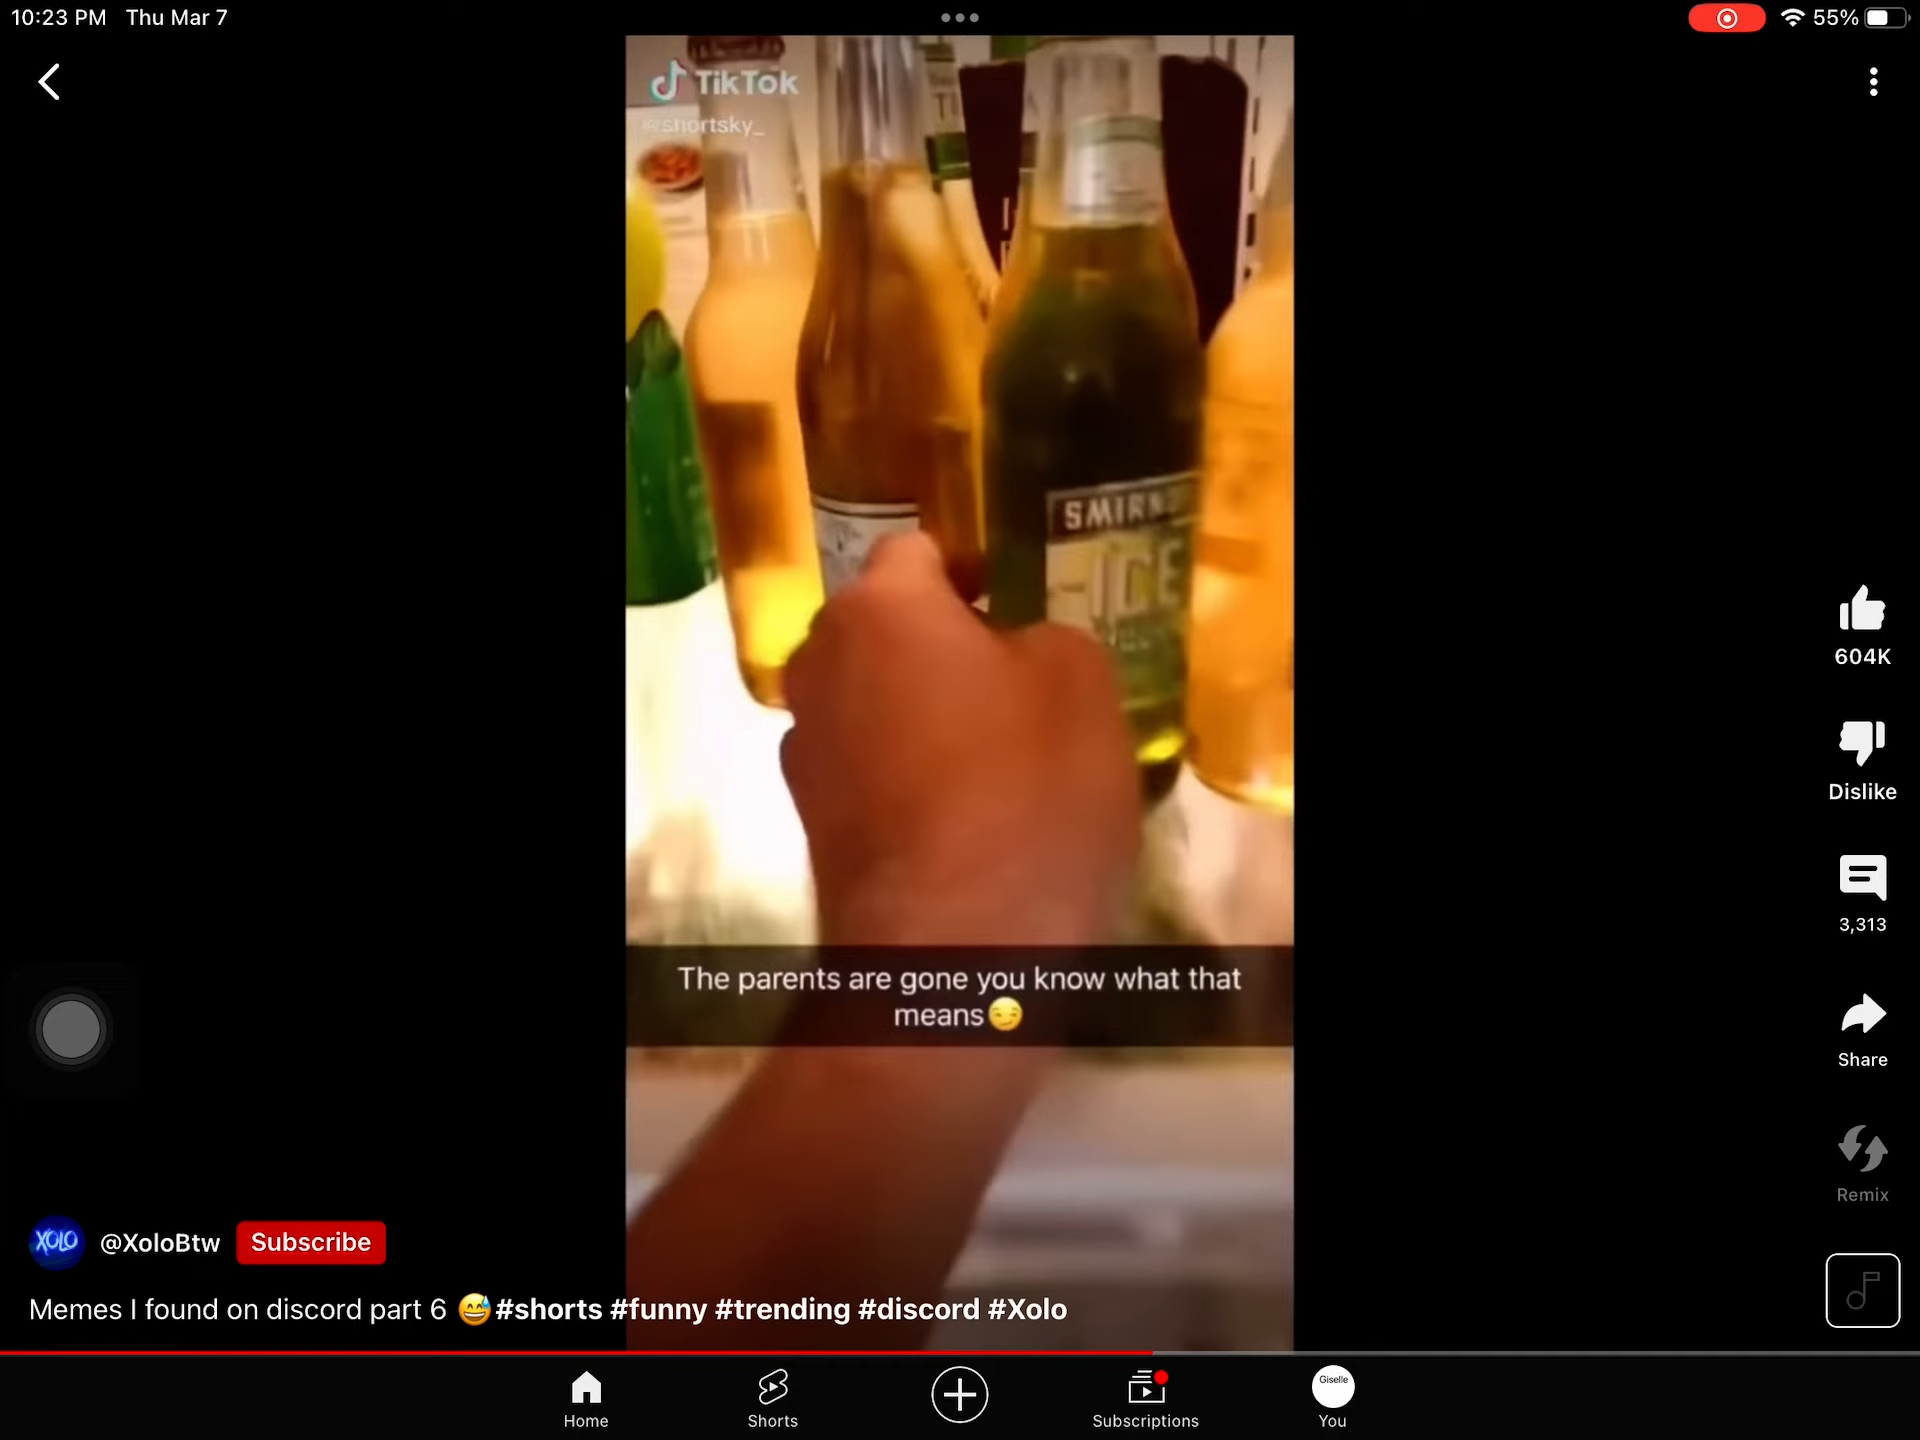 10:23 PM Thu Mar 7
55%
TikTok
@shortsky_
SMIRN
ICE
The parents are gone you know what that
means😏
604K
Dislike
3,313
Share
Remix
XOLO
@XoloBtw
Subscribe
Memes I found on discord part 6 😅#shorts #funny #trending #discord #Xolo
Home
Shorts
Subscriptions
Giselle
You